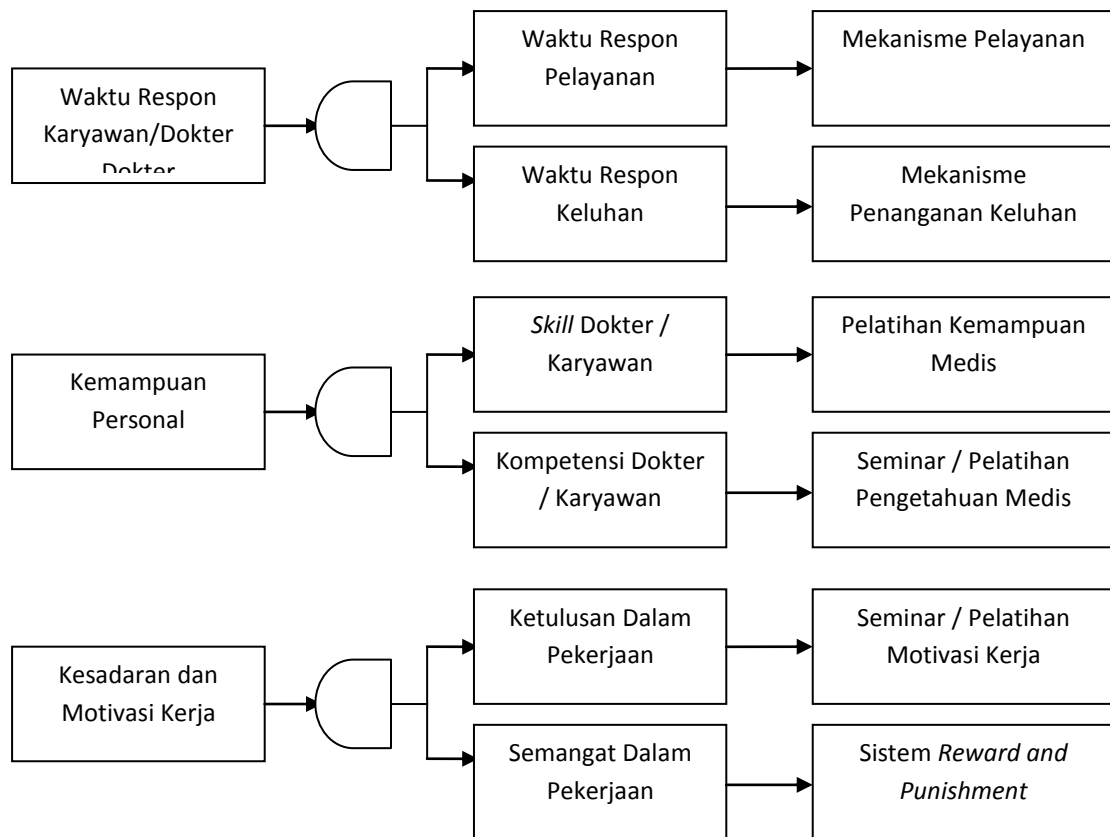 Waktu Respon
Karyawan/Dokter
Dokter
Waktu Respon
Pelayanan
Mekanisme Pelayanan
Waktu Respon
Keluhan
Mekanisme
Penanganan Keluhan
Kemampuan
Personal
Skill Dokter /
Karyawan
Pelatihan Kemampuan
Medis
Kompetensi Dokter
/ Karyawan
Seminar / Pelatihan
Pengetahuan Medis
Kesadaran dan
Motivasi Kerja
Ketulusan Dalam
Pekerjaan
Seminar / Pelatihan
Motivasi Kerja
Semangat Dalam
Pekerjaan
Sistem Reward and
Punishment